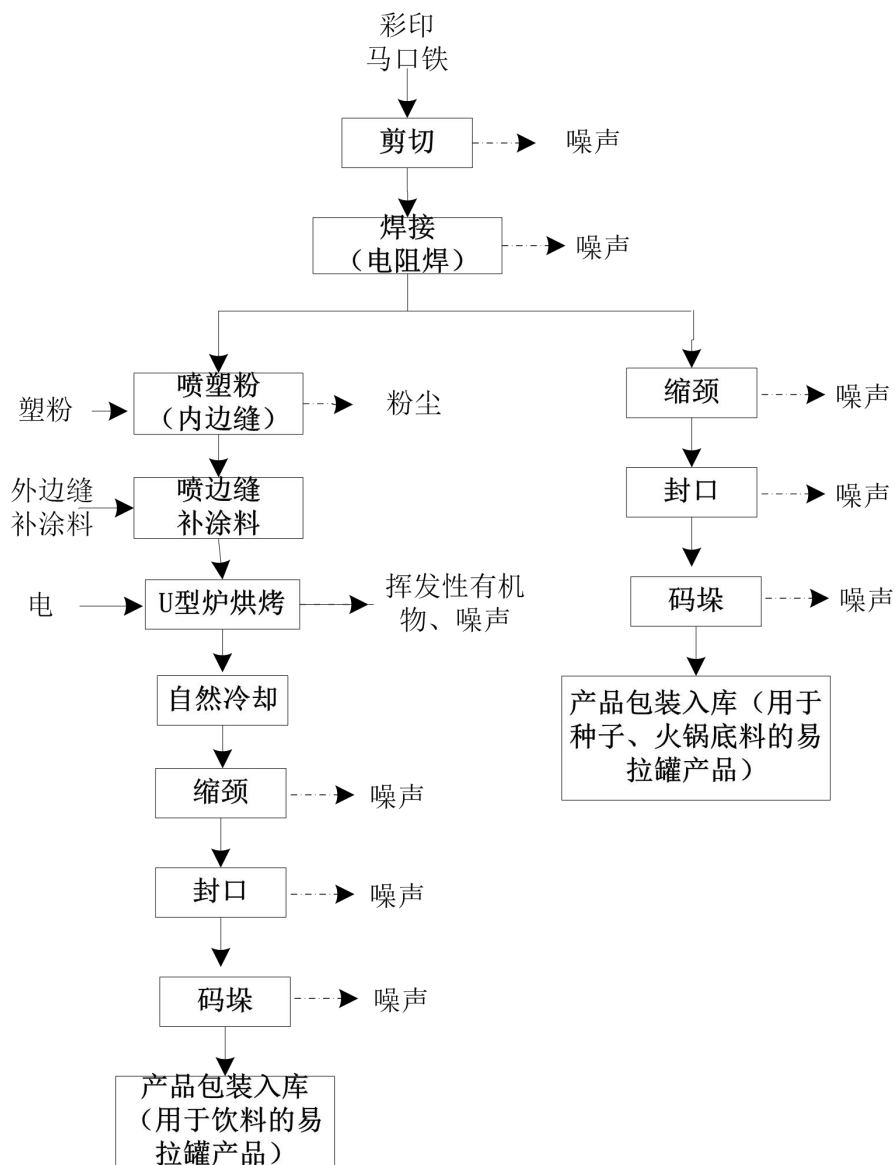 彩印
马口铁
剪切
噪声
焊接
（电阻焊）
噪声
塑粉
喷塑粉
（内边缝）
粉尘
外边缝
补涂料
喷边缝
补涂料
电
U型炉烘烤
挥发性有机
物、噪声
自然冷却
缩颈
噪声
封口
噪声
码垛
噪声
产品包装入库
（用于饮料的易
拉罐产品）
缩颈
噪声
封口
噪声
码垛
噪声
产品包装入库（用于
种子、火锅底料的易
拉罐产品）